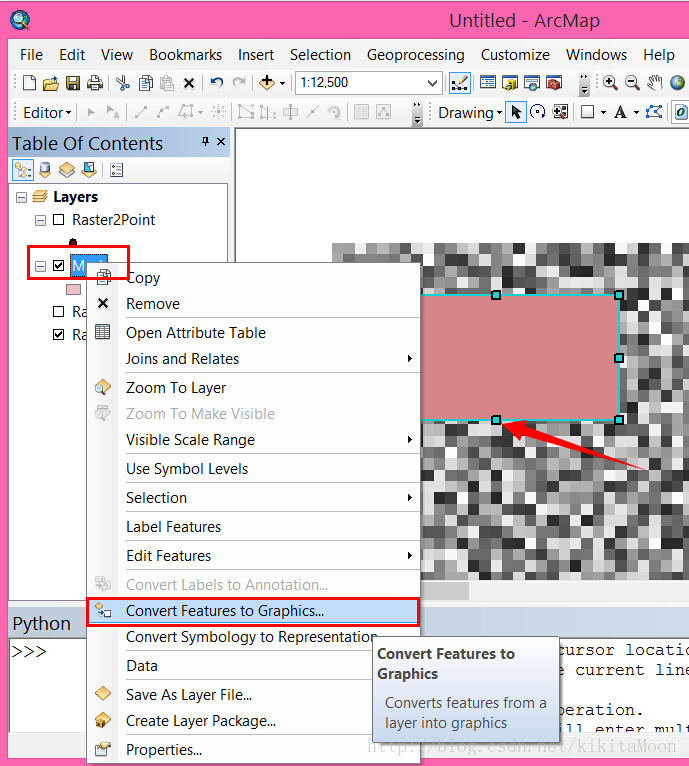 Untitled - ArcMap
File Edit View Bookmarks Insert Selection Geoprocessing Customize Windows Help
1:12,500
Editor Drawing A
Table Of Contents
Layers
Raster2Point
M
Ra
Ra
Copy
Remove
Open Attribute Table
Joins and Relates
Zoom To Layer
Zoom To Make Visible
Visible Scale Range
Use Symbol Levels
Selection
Label Features
Edit Features
Convert Labels to Annotation...
Convert Features to Graphics...
Convert Symbology to Representation
Data
Save As Layer File...
Create Layer Package...
Properties...
Convert Features to
Graphics
Converts features from a
layer into graphics
Python
>>>
cursor locatio
e current line
peration.
ill enter mult
http://blog.csdn.net/kikitaMoon